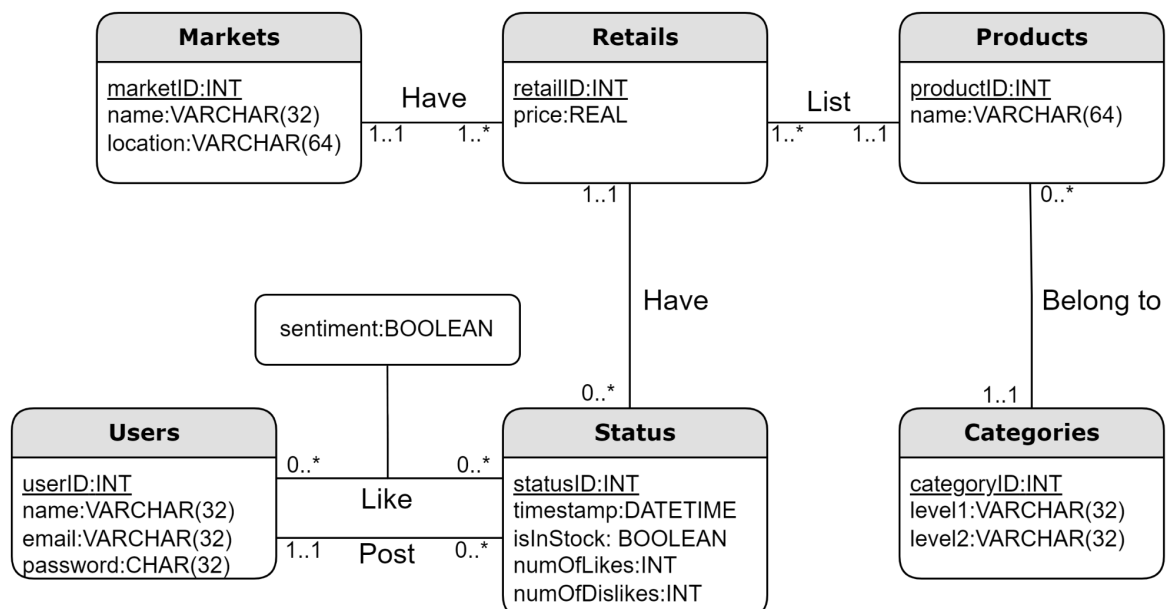 Markets
marketID:INT
name:VARCHAR(32)
location:VARCHAR(64)
Have
1..1
1..*
Retails
retailID:INT
price:REAL
List
1..*
1..1
Products
productID:INT
name:VARCHAR(64)
1..1
0..*
Have
Belong to
sentiment:BOOLEAN
0..*
1..1
Users
userID:INT
name:VARCHAR(32)
email:VARCHAR(32)
password:CHAR(32)
0..*
0..*
Like
1..1
Post
0..*
Status
statusID:INT
timestamp:DATETIME
isInStock: BOOLEAN
numOfLikes:INT
numOfDislikes:INT
Categories
categoryID:INT
level1:VARCHAR(32)
level2:VARCHAR(32)